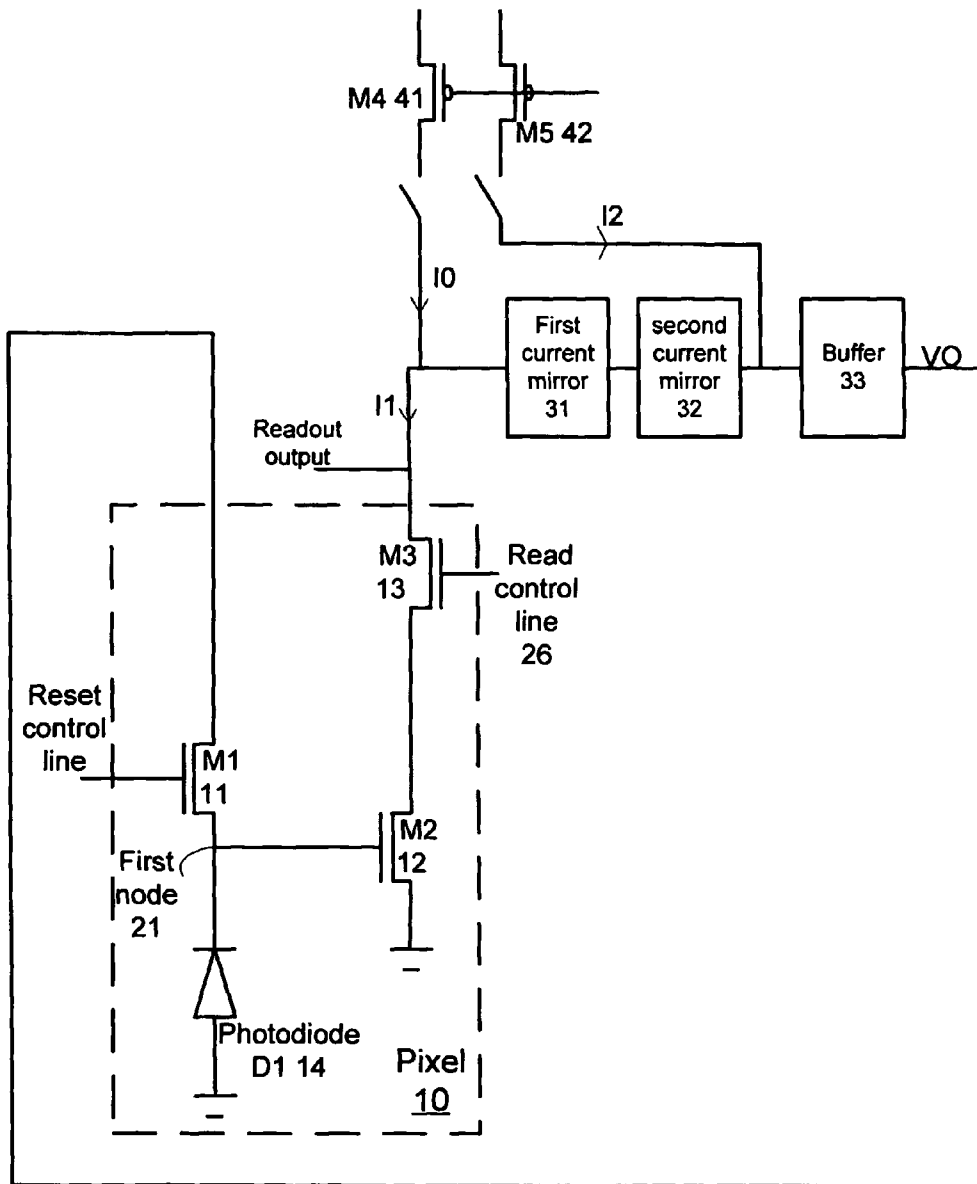 M4 41
M5 42
I2
I0
First
current
mirror
31
second
current
mirror
32
Buffer
33
VO
I1
Readout
output
M3
13
Read
control
line
26
Reset
control
line
M1
11
M2
12
First
node
21
Photodiode
D1 14
Pixel
10